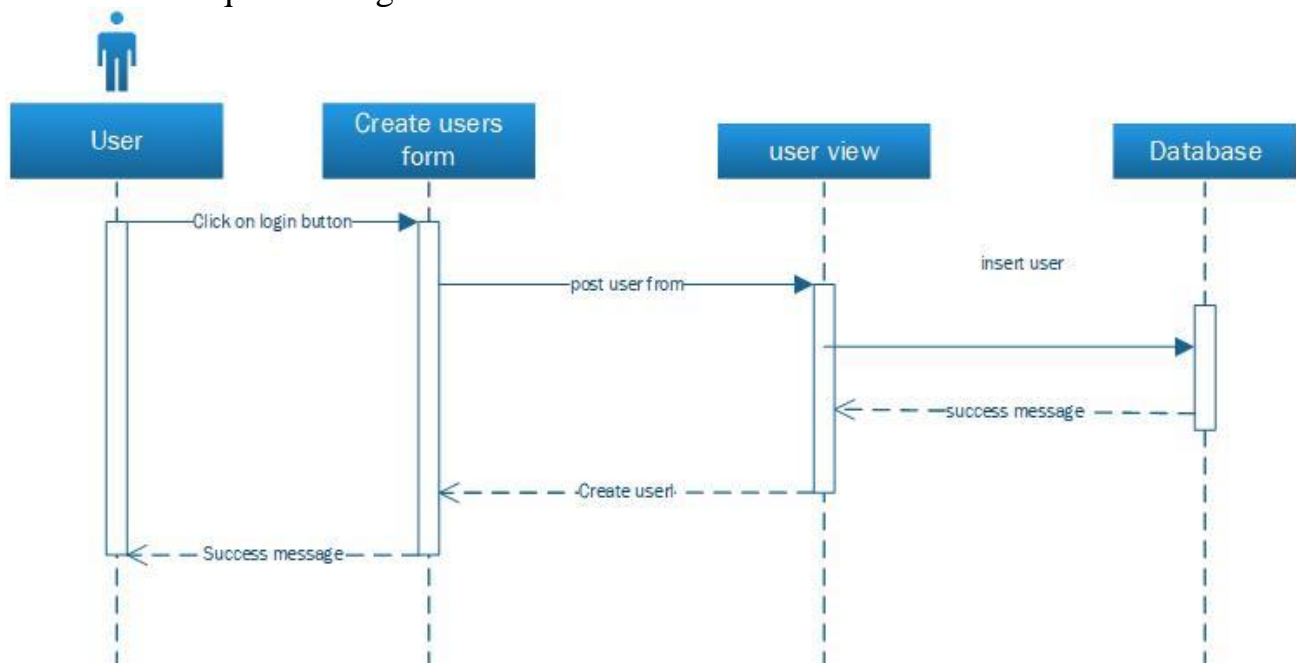 User
Create users
form
user view
Database
Click on login button
insert user
post user from
success message
Create userl
Success message